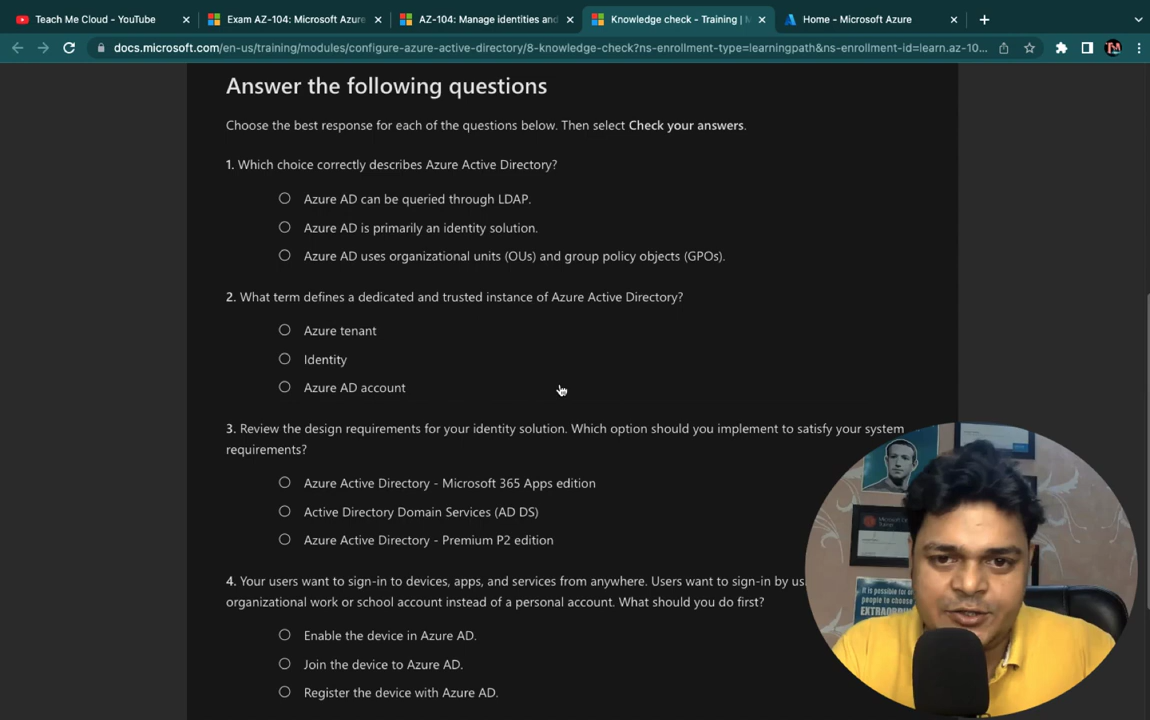 Teach Me Cloud - YouTube
Exam AZ-104: Microsoft Azure
AZ-104: Manage identities and
Knowledge check - Training |
Home - Microsoft Azure
docs.microsoft.com/en-us/training/modules/configure-azure-active-directory/8-knowledge-check?ns-enrollment-type=learningpath&ns-enrollment-id=learn.az-10...
Answer the following questions
Choose the best response for each of the questions below. Then select Check your answers.
1. Which choice correctly describes Azure Active Directory?
Azure AD can be queried through LDAP.
Azure AD is primarily an identity solution.
Azure AD uses organizational units (OUs) and group policy objects (GPOs).
2. What term defines a dedicated and trusted instance of Azure Active Directory?
Azure tenant
Identity
Azure AD account
3. Review the design requirements for your identity solution. Which option should you implement to satisfy your system
requirements?
Azure Active Directory - Microsoft 365 Apps edition
Active Directory Domain Services (AD DS)
Azure Active Directory - Premium P2 edition
4. Your users want to sign-in to devices, apps, and services from anywhere. Users want to sign-in by
organizational work or school account instead of a personal account. What should you do first?
Enable the device in Azure AD.
Join the device to Azure AD.
Register the device with Azure AD.